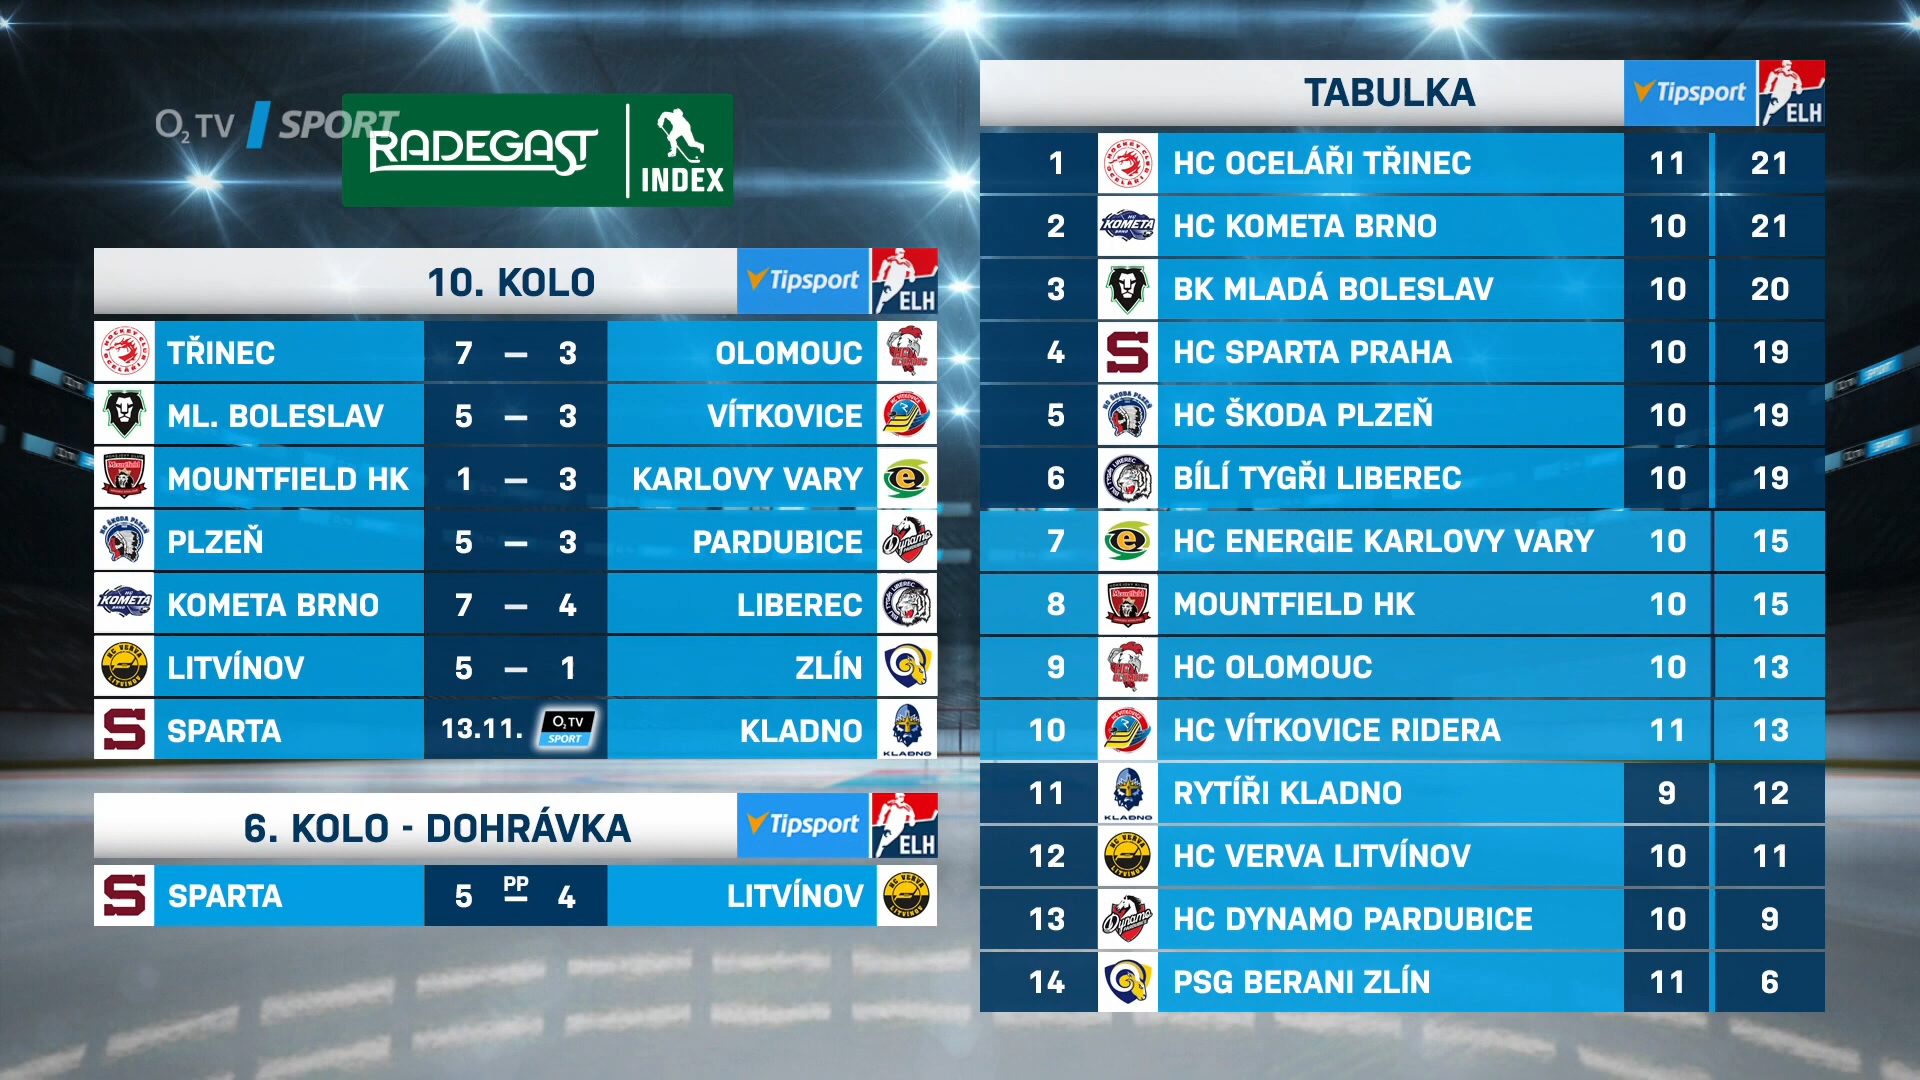 O2 TV SPORT
RADEGAST INDEX
10. KOLO Tipsport ELH
TŘINEC 7 – 3 OLOMOUC
ML. BOLESLAV 5 – 3 VÍTKOVICE
MOUNTFIELD HK 1 – 3 KARLOVY VARY
PLZEŇ 5 – 3 PARDUBICE
KOMETA BRNO 7 – 4 LIBEREC
LITVÍNOV 5 – 1 ZLÍN
SPARTA 13.11. O2 TV SPORT KLADNO
6. KOLO - DOHRÁVKA Tipsport ELH
SPARTA 5 PP – 4 LITVÍNOV
TABULKA Tipsport ELH
1 HC OCELÁŘI TŘINEC 11 21
2 HC KOMETA BRNO 10 21
3 BK MLADÁ BOLESLAV 10 20
4 HC SPARTA PRAHA 10 19
5 HC ŠKODA PLZEŇ 10 19
6 BÍLÍ TYGŘI LIBEREC 10 19
7 HC ENERGIE KARLOVY VARY 10 15
8 MOUNTFIELD HK 10 15
9 HC OLOMOUC 10 13
10 HC VÍTKOVICE RIDERA 11 13
11 RYTÍŘI KLADNO 9 12
12 HC VERVA LITVÍNOV 10 11
13 HC DYNAMO PARDUBICE 10 9
14 PSG BERANI ZLÍN 11 6